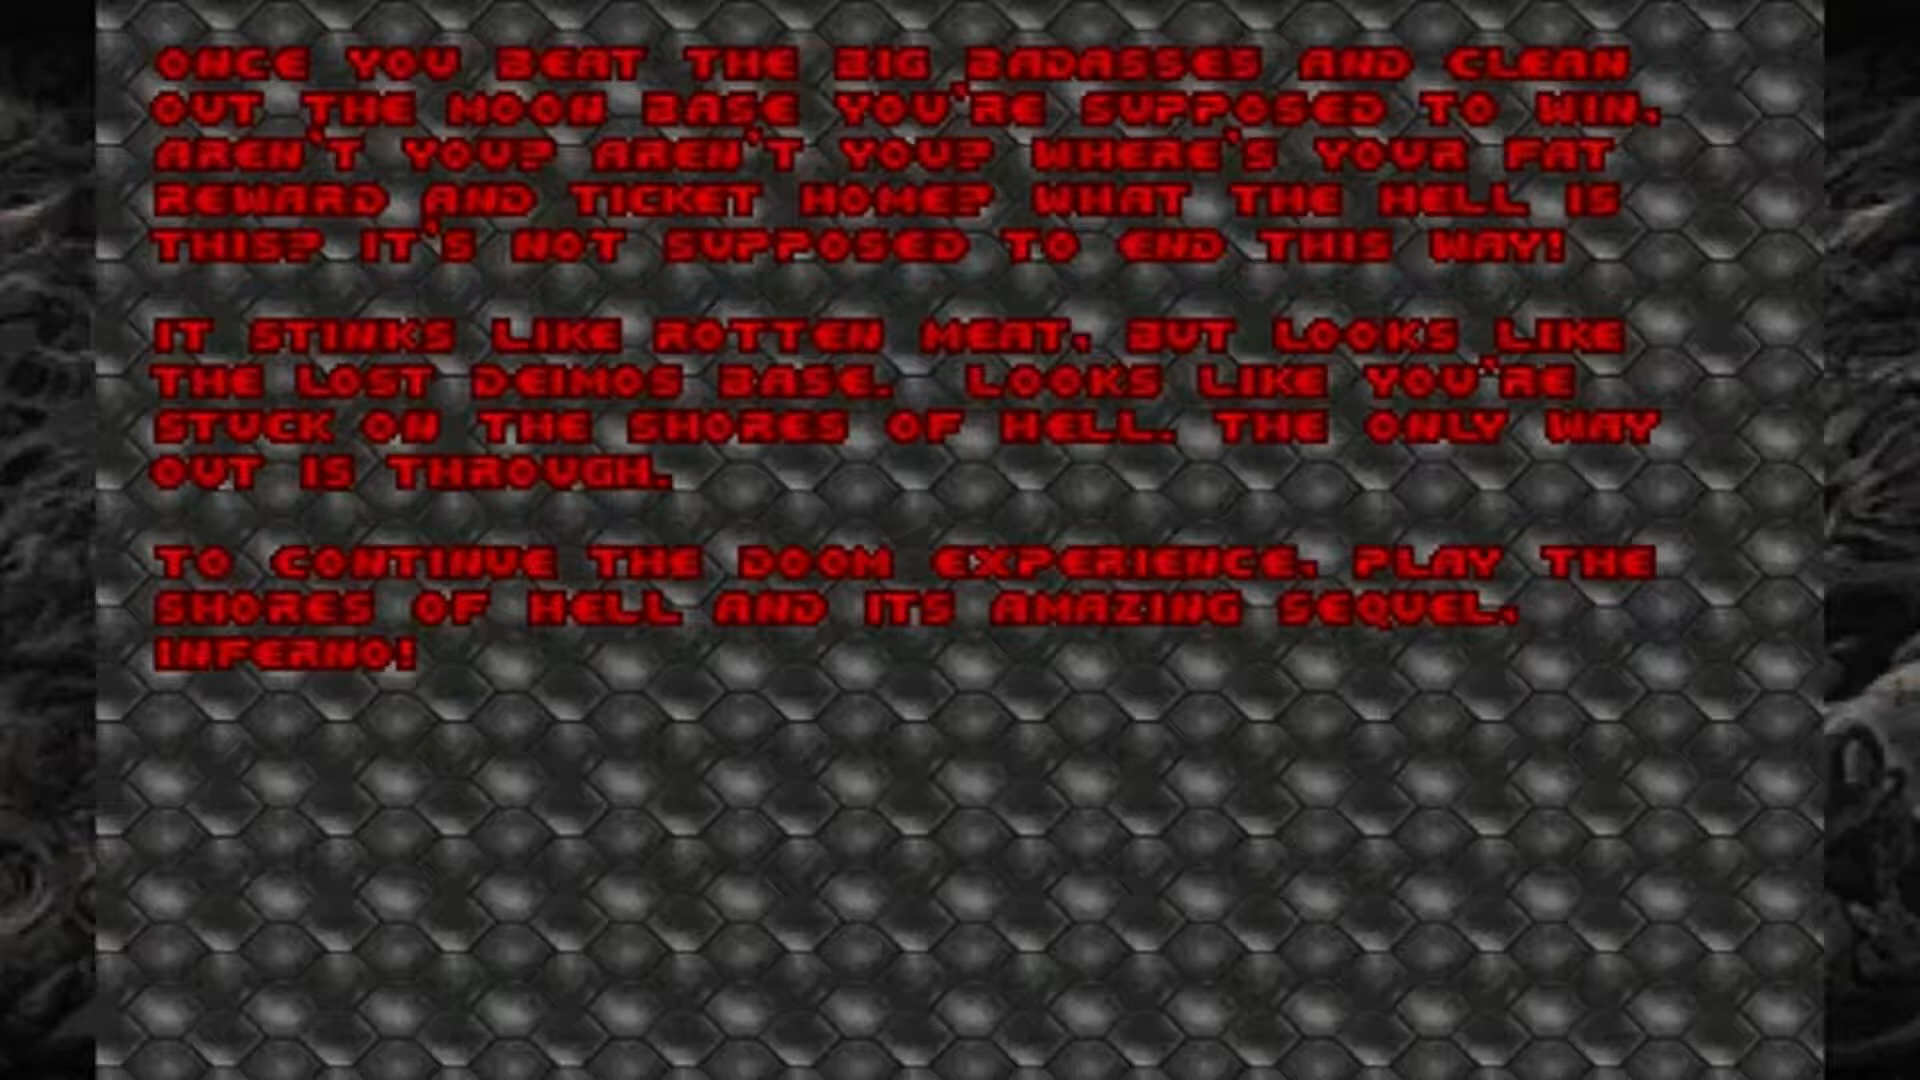 ONCE YOU BEAT THE BIG BADASSES AND CLEAN
OUT THE MOON BASE YOU'RE SUPPOSED TO WIN,
AREN'T YOU? AREN'T YOU? WHERE'S YOUR FAT
REWARD AND TICKET HOME? WHAT THE HELL IS
THIS? IT'S NOT SUPPOSED TO END THIS WAY!
IT STINKS LIKE ROTTEN MEAT, BUT LOOKS LIKE
THE LOST DEIMOS BASE.  LOOKS LIKE YOU'RE
STUCK ON THE SHORES OF HELL. THE ONLY WAY
OUT IS THROUGH.
TO CONTINUE THE DOOM EXPERIENCE, PLAY THE
SHORES OF HELL AND ITS AMAZING SEQUEL,
INFERNO!